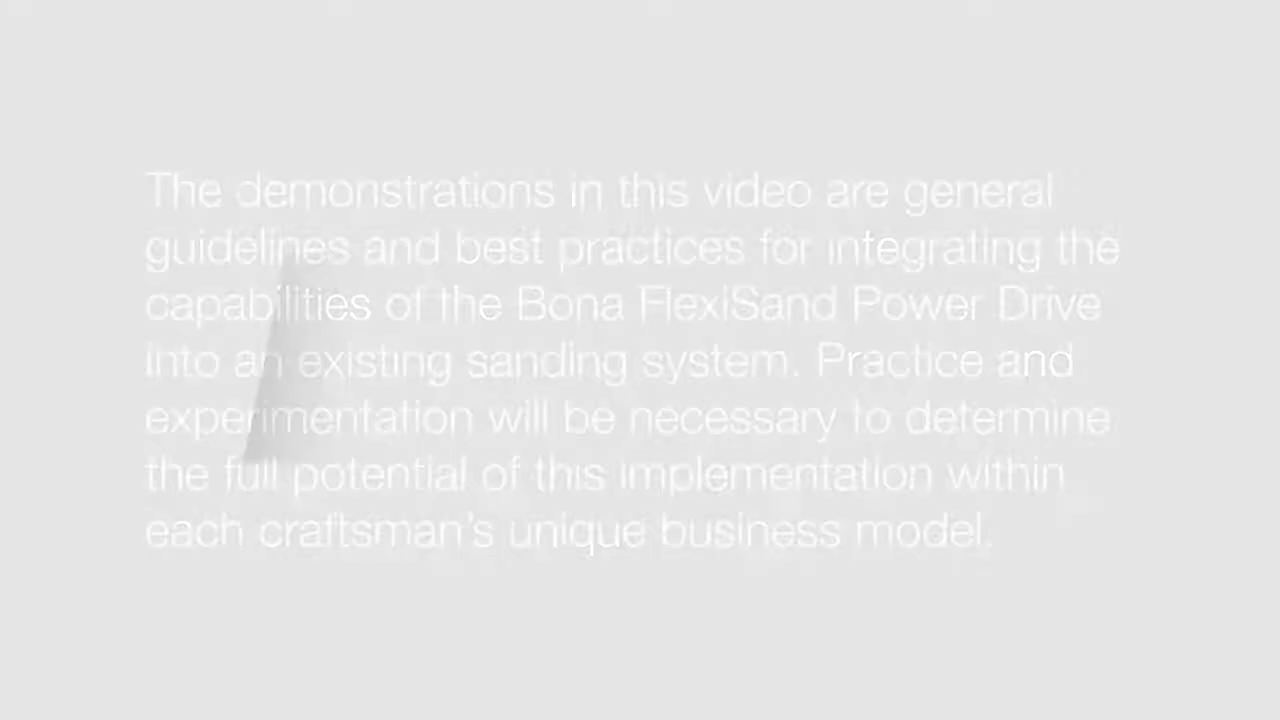 The demonstrations in this video are general
guidelines and best practices for integrating the
capabilities of the Bona FlexiSand Power Drive
into an existing sanding system. Practice and
experimentation will be necessary to determine
the full potential of this implementation within
each craftsman's unique business model.